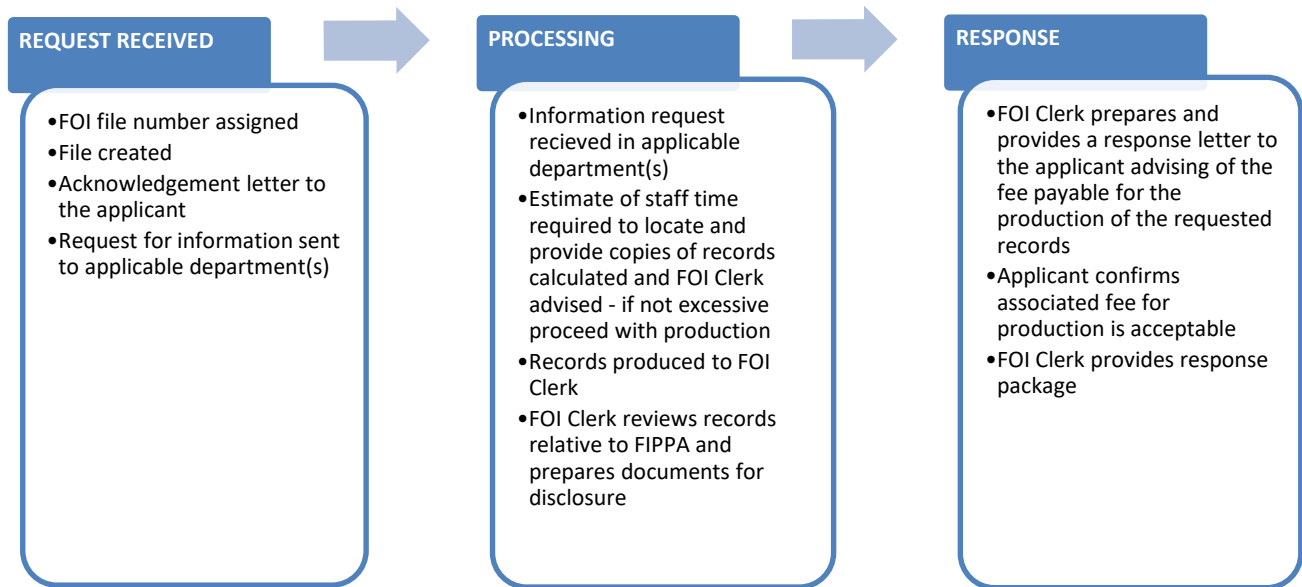 REQUEST RECEIVED
•FOI file number assigned
•File created
•Acknowledgement letter to
the applicant
•Request for information sent
to applicable department(s)
PROCESSING
•Information request
recieved in applicable
department(s)
•Estimate of staff time
required to locate and
provide copies of records
calculated and FOI Clerk
advised - if not excessive
proceed with production
•Records produced to FOI
Clerk
•FOI Clerk reviews records
relative to FIPPA and
prepares documents for
disclosure
RESPONSE
•FOI Clerk prepares and
provides a response letter to
the applicant advising of the
fee payable for the
production of the requested
records
•Applicant confirms
associated fee for
production is acceptable
•FOI Clerk provides response
package